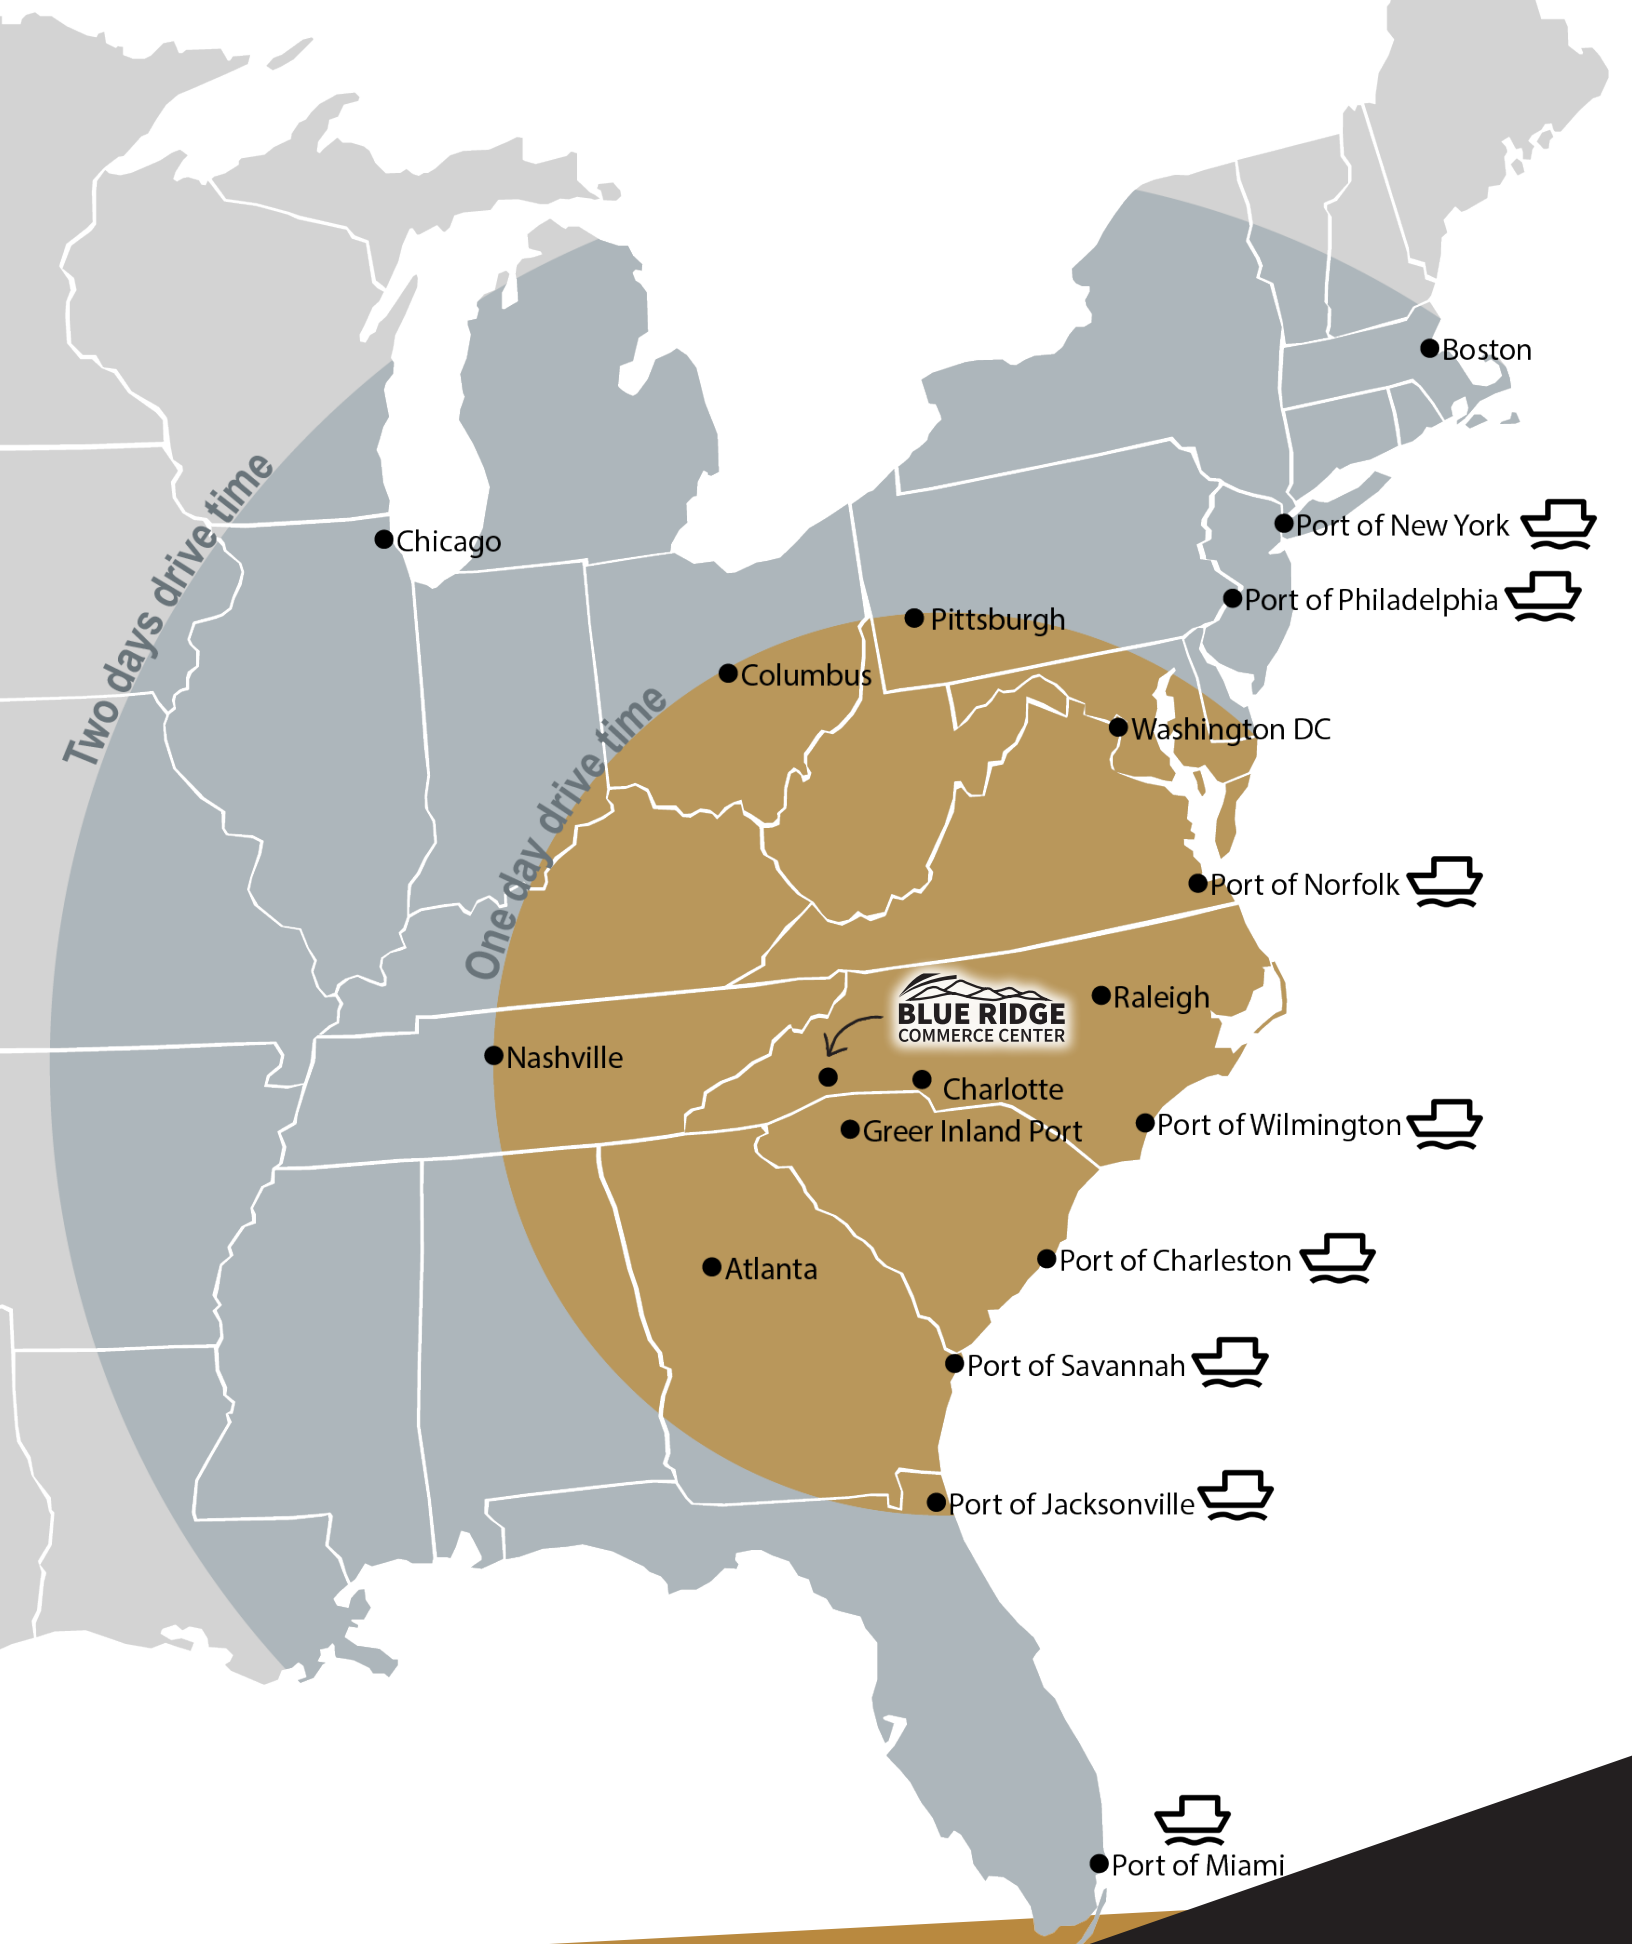 Boston
Two days drive time
Port of New York
Chicago
Port of Philadelphia
Pittsburgh
Columbus
One day drive time
Washington DC
Port of Norfolk
Raleigh
BLUE RIDGE
COMMERCE CENTER
Nashville
Charlotte
Port of Wilmington
Greer Inland Port
Port of Charleston
Atlanta
Port of Savannah
Port of Jacksonville
Port of Miami